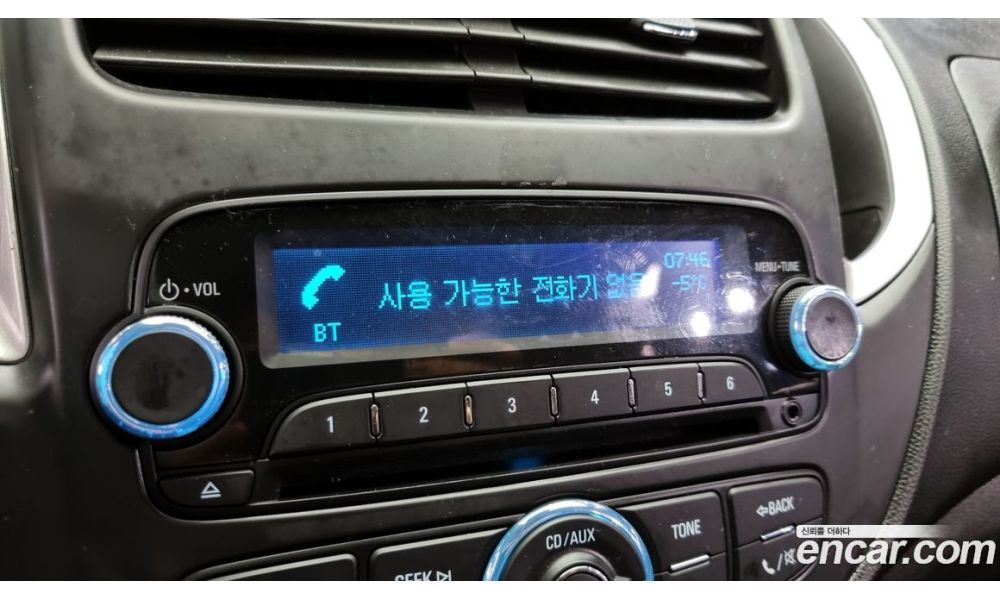 07:46
사용 가능한 전화기 없음
-5℃
BT
VOL
MENU•TUNE
1 2 3 4 5 6
CD/AUX
TONE
BACK
SEEK
신뢰를 더하다
encar.com